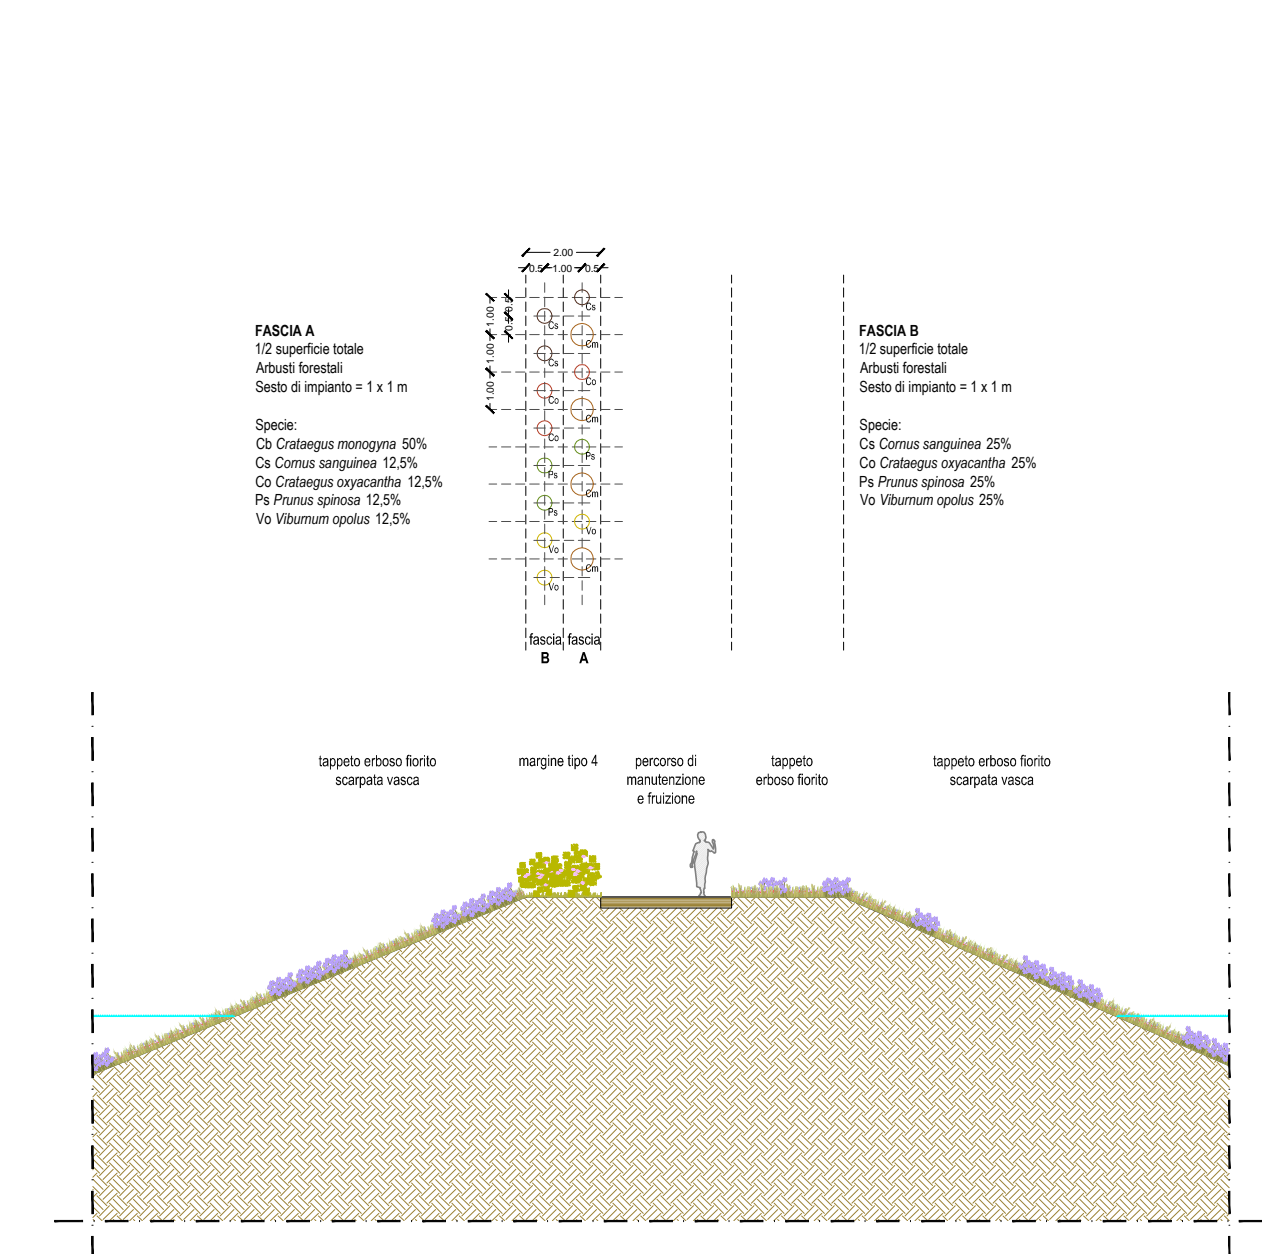 2.00
0.5 1.00 0.5
1.00
0.5
0.5
1.00
1.00
Cs
Cs
Cm
Cs
Co
Co
Cm
Co
Ps
Ps
Cm
Ps
Vo
Vo
Cm
Vo
fascia fascia
B A
FASCIA A
1/2 superficie totale
Arbusti forestali
Sesto di impianto = 1 x 1 m
Specie:
Cb Crataegus monogyna 50%
Cs Cornus sanguinea 12,5%
Co Crataegus oxyacantha 12,5%
Ps Prunus spinosa 12,5%
Vo Viburnum opolus 12,5%
FASCIA B
1/2 superficie totale
Arbusti forestali
Sesto di impianto = 1 x 1 m
Specie:
Cs Cornus sanguinea 25%
Co Crataegus oxyacantha 25%
Ps Prunus spinosa 25%
Vo Viburnum opolus 25%
tappeto erboso fiorito
scarpata vasca
margine tipo 4
percorso di
manutenzione
e fruizione
tappeto
erboso fiorito
tappeto erboso fiorito
scarpata vasca